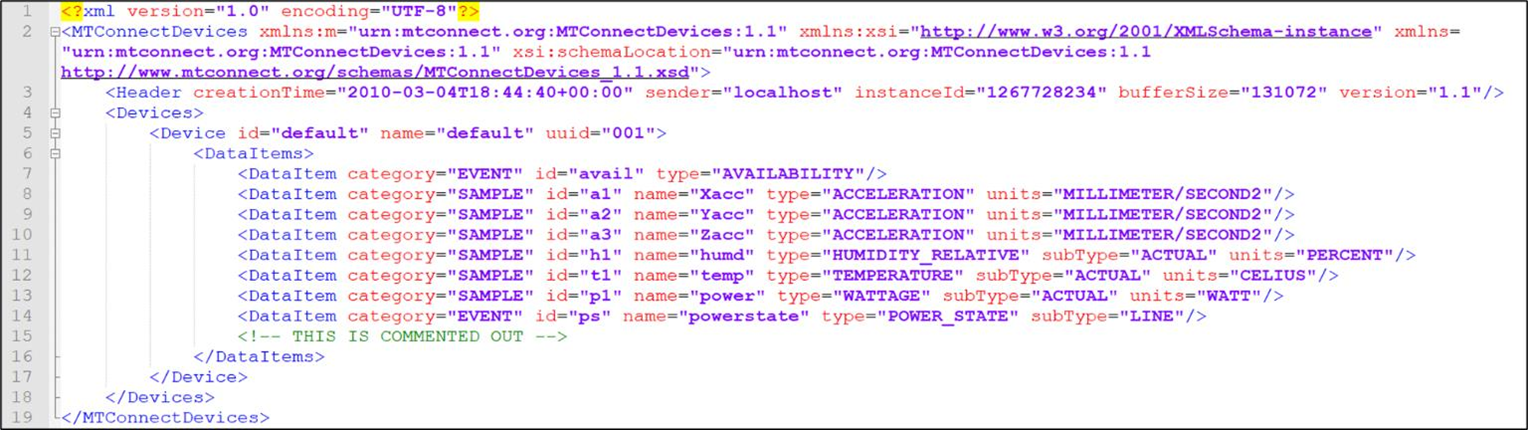 1 <?xml version="1.0" encoding="UTF-8"?>
2 <MTConnectDevices xmlns:m="urn:mtconnect.org:MTConnectDevices:1.1" xmlns:xsi="http://www.w3.org/2001/XMLSchema-instance" xmlns=
"urn:mtconnect.org:MTConnectDevices:1.1" xsi:schemaLocation="urn:mtconnect.org:MTConnectDevices:1.1
http://www.mtconnect.org/schemas/MTConnectDevices_1.1.xsd">
3 <Header creationTime="2010-03-04T18:44:40+00:00" sender="localhost" instanceId="1267728234" bufferSize="131072" version="1.1"/>
4 <Devices>
5 <Device id="default" name="default" uuid="001">
6 <DataItems>
7 <DataItem category="EVENT" id="avail" type="AVAILABILITY"/>
8 <DataItem category="SAMPLE" id="a1" name="Xacc" type="ACCELERATION" units="MILLIMETER/SECOND2"/>
9 <DataItem category="SAMPLE" id="a2" name="Yacc" type="ACCELERATION" units="MILLIMETER/SECOND2"/>
10 <DataItem category="SAMPLE" id="a3" name="Zacc" type="ACCELERATION" units="MILLIMETER/SECOND2"/>
11 <DataItem category="SAMPLE" id="h1" name="humd" type="HUMIDITY_RELATIVE" subType="ACTUAL" units="PERCENT"/>
12 <DataItem category="SAMPLE" id="t1" name="temp" type="TEMPERATURE" subType="ACTUAL" units="CELIUS"/>
13 <DataItem category="SAMPLE" id="p1" name="power" type="WATTAGE" subType="ACTUAL" units="WATT"/>
14 <DataItem category="EVENT" id="ps" name="powerstate" type="POWER_STATE" subType="LINE"/>
15 <!-- THIS IS COMMENTED OUT -->
16 </DataItems>
17 </Device>
18 </Devices>
19 </MTConnectDevices>